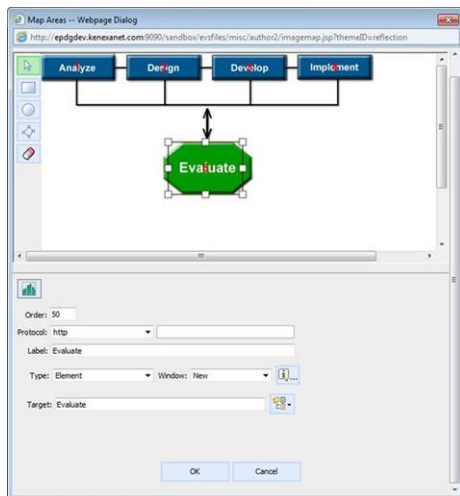 Map Areas -- Webpage Dialog
http://epdgdev.kenexanet.com:9090/sandbox/evsfiles/misc/author2/imagemap.jsp?themeID=reflection
Analyze Design Develop Implement
Evaluate
Order: 50
Protocol: http
Label: Evaluate
Type: Element Window: New
Target: Evaluate
OK Cancel